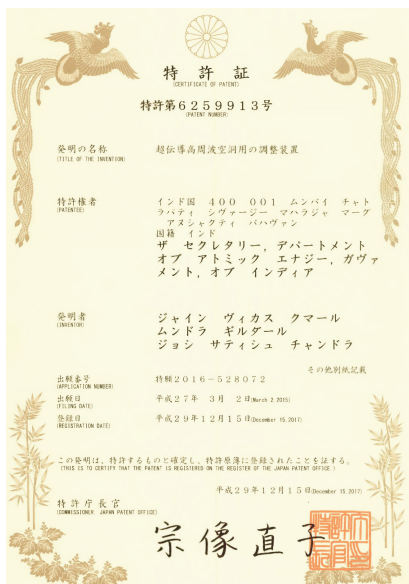 特許証
(CERTIFICATE OF PATENT)
特許第6259913号
(PATENT NUMBER)
発明の名称
(TITLE OF THE INVENTION)
超伝導高周波空洞用の調整装置
特許権者
(PATENTEE)
インド国 400 001 ムンバイ チャト
ラパティ シヴァージー マハラジャ マーグ
アヌシャクティ バハヴァン
国籍 インド
ザ セクレタリー, デパートメント
オブ アトミック エナジー, ガヴァ
メント, オブ インディア
発明者
(INVENTOR)
ジャイン ヴィカス クマール
ムンドラ ギルダール
ジョシ サティシュ チャンドラ
その他別紙記載
出願番号
(APPLICATION NUMBER)
特願2016-528072
出願日
(FILING DATE)
平成27年 3月 2日(March 2,2015)
登録日
(REGISTRATION DATE)
平成29年12月15日(December 15,2017)
この発明は、特許するものと確定し、特許原簿に登録されたことを証する。
(THIS IS TO CERTIFY THAT THE PATENT IS REGISTERED ON THE REGISTER OF THE JAPAN PATENT OFFICE.)
平成29年12月15日(December 15,2017)
特許庁長官
(COMMISSIONER, JAPAN PATENT OFFICE)
宗像直子